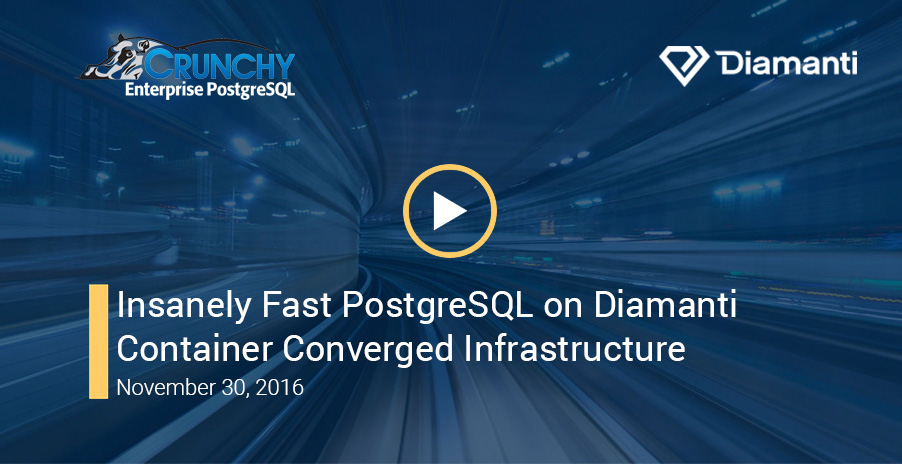 CRUNCHY
Enterprise PostgreSQL
Diamanti
Insanely Fast PostgreSQL on Diamanti
Container Converged Infrastructure
November 30, 2016